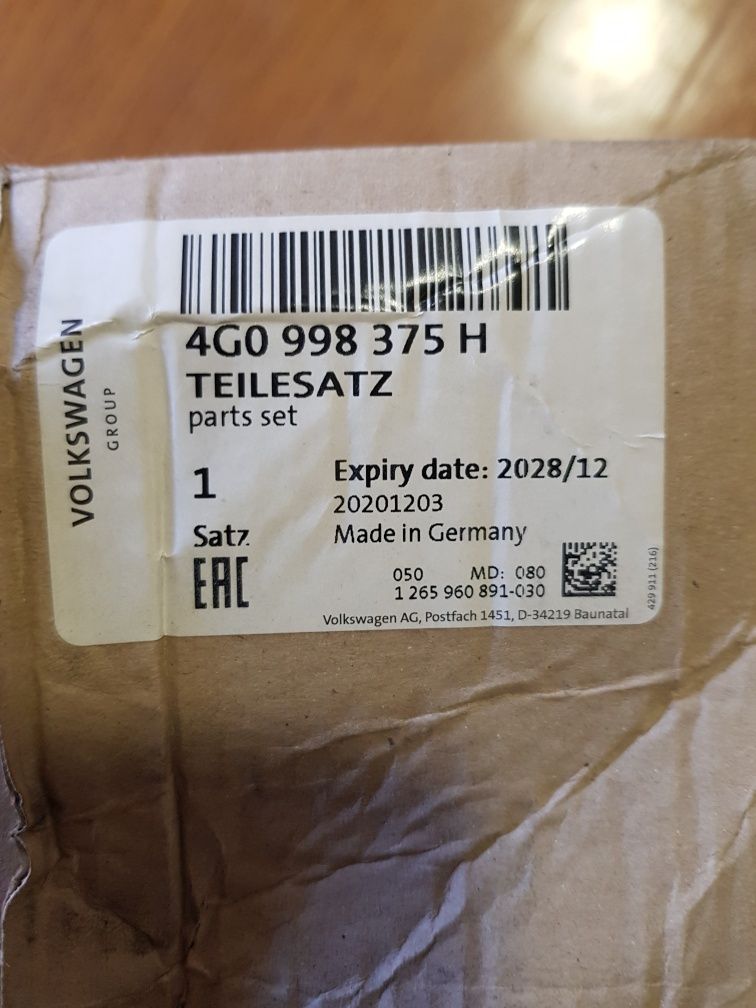 VOLKSWAGEN
GROUP
4G0 998 375 H
TEILESATZ
parts set
1
Satz
EAC
Expiry date: 2028/12
20201203
Made in Germany
050 MD: 080
1 265 960 891-030
429 911 (216)
Volkswagen AG, Postfach 1451, D-34219 Baunatal